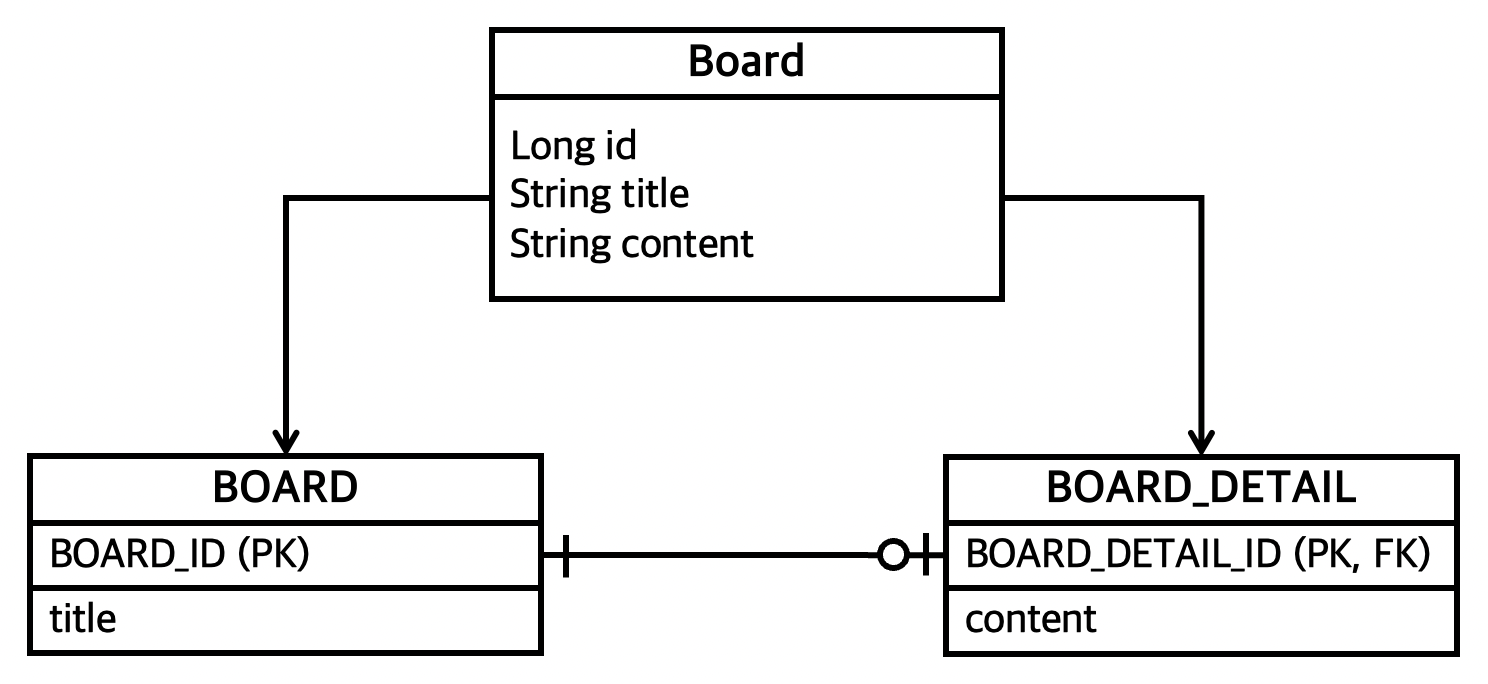 Board
Long id
String title
String content
BOARD
BOARD_ID (PK)
title
BOARD_DETAIL
BOARD_DETAIL_ID (PK, FK)
content